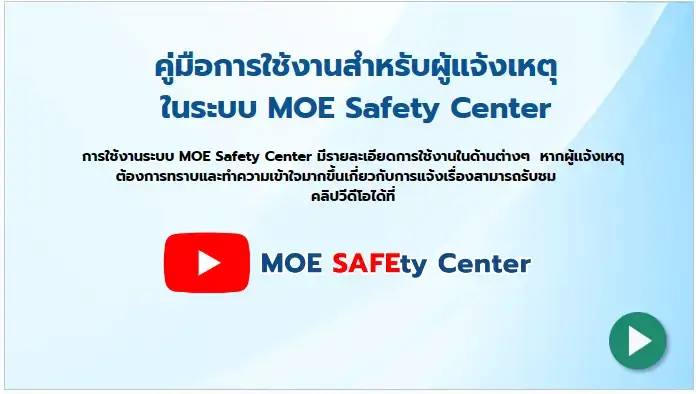 คู่มือการใช้งานสำหรับผู้แจ้งเหตุ
ในระบบ MOE Safety Center
การใช้งานระบบ MOE Safety Center มีรายละเอียดการใช้งานในด้านต่างๆ หากผู้แจ้งเหตุ
ต้องการทราบและทำความเข้าใจมากขึ้นเกี่ยวกับการแจ้งเรื่องสามารถรับชม
คลิปวีดีโอได้ที่
MOE SAFEty Center